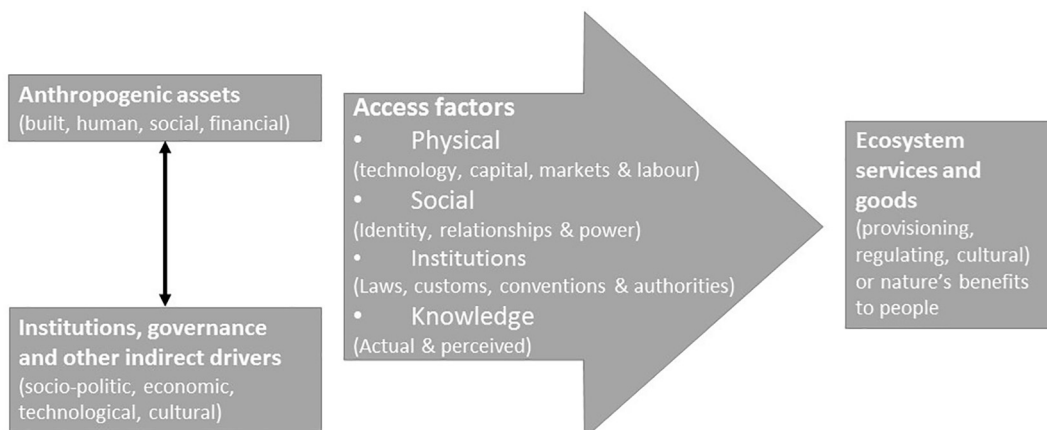 Anthropogenic assets
(built, human, social, financial)
Institutions, governance
and other indirect drivers
(socio-politic, economic,
technological, cultural)
Access factors
• Physical
(technology, capital, markets & labour)
• Social
(Identity, relationships & power)
• Institutions
(Laws, customs, conventions & authorities)
• Knowledge
(Actual & perceived)
Ecosystem
services and
goods
(provisioning,
regulating, cultural)
or nature's benefits
to people